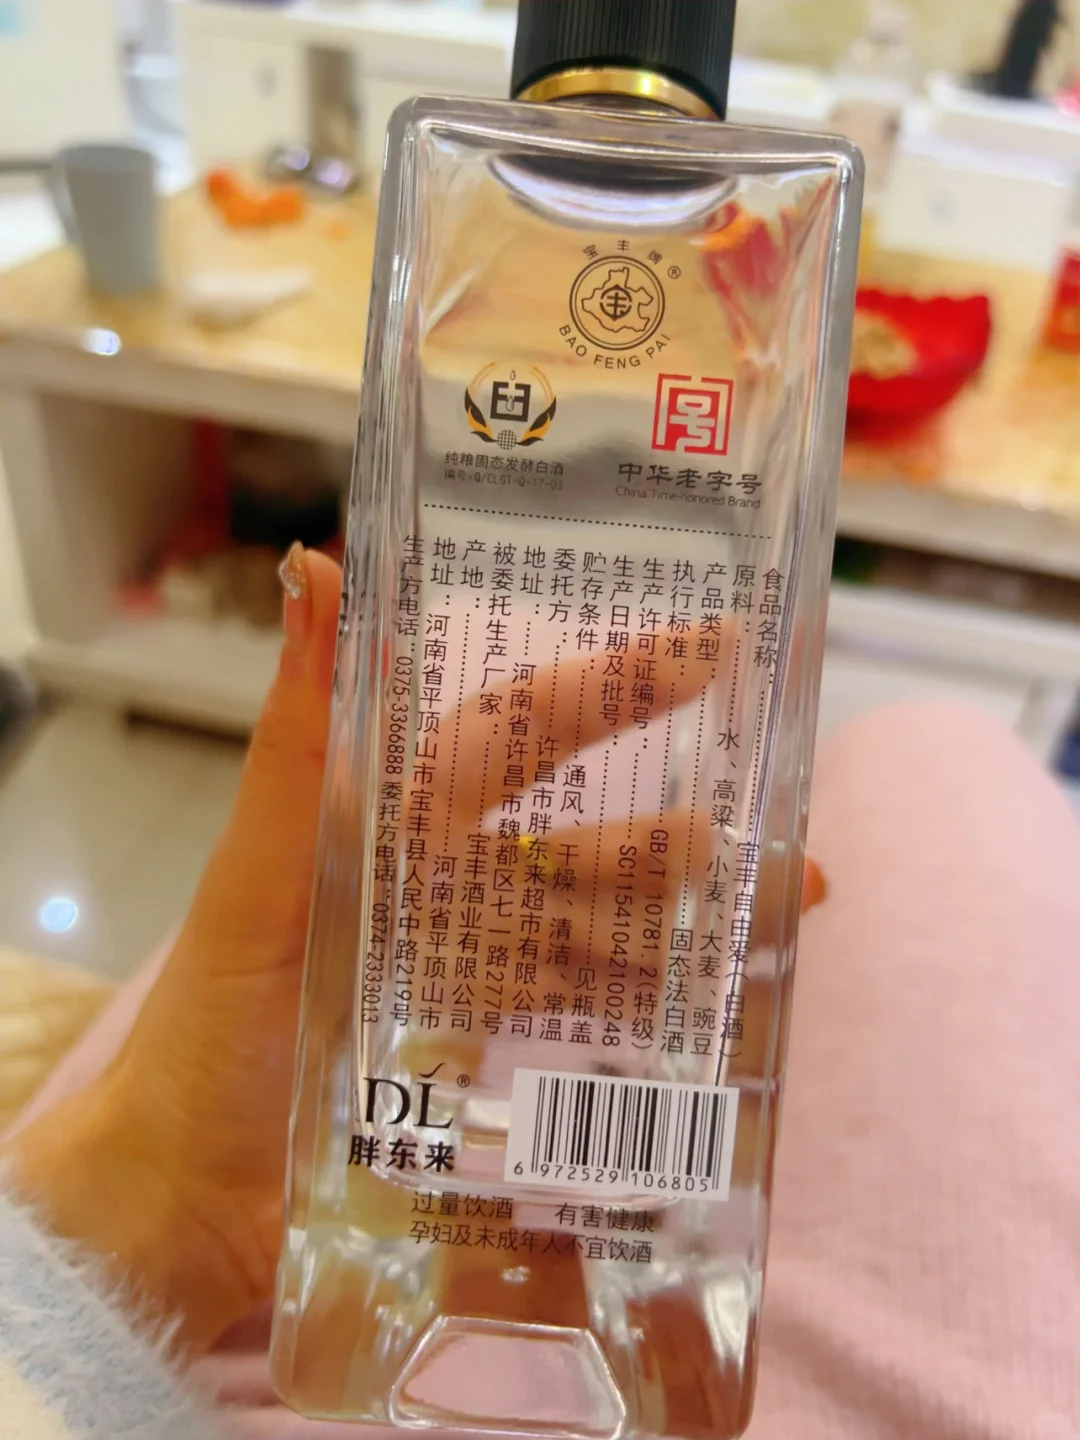 宝丰牌®
BAO FENG PAI
纯粮固态发酵白酒
编号:Q/CLGT-Q-17-03
中华老字号
China Time-honored Brand
食品名称:宝丰自由爱(白酒)
原料:水、高粱、小麦、大麦、豌豆
产品类型:固态法白酒
执行标准:GB/T 10781.2(特级)
生产许可证编号:SC11541042100248
生产日期及批号:见瓶盖
贮存条件:通风、干燥、清洁、常温
委托方:许昌市胖东来超市有限公司
地址:河南省许昌市魏都区七一路277号
被委托生产厂家:宝丰酒业有限公司
产地:河南省平顶山市
地址:河南省平顶山市宝丰县人民中路219号
生产方电话:0375-3366888 委托方电话:0374-2333013
DL®
胖东来
6 972529 106805
过量饮酒 有害健康
孕妇及未成年人不宜饮酒